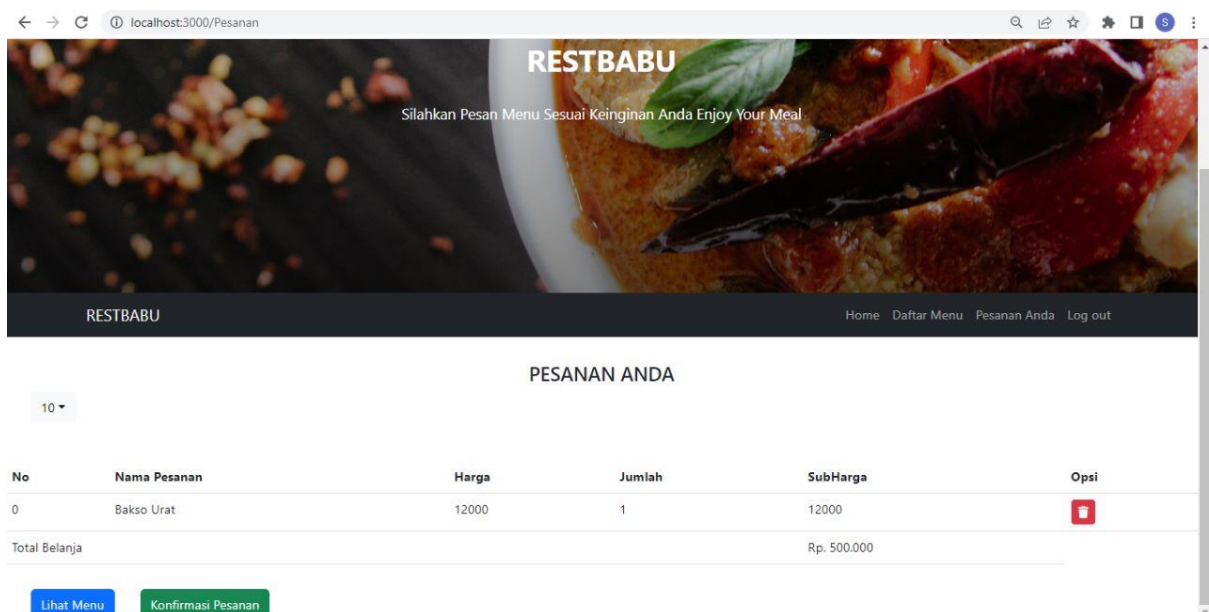 localhost:3000/Pesanan
S
RESTBABU
Silahkan Pesan Menu Sesuai Keinginan Anda Enjoy Your Meal
RESTBABU Home Daftar Menu Pesanan Anda Log out
PESANAN ANDA
10
No Nama Pesanan Harga Jumlah SubHarga Opsi
0 Bakso Urat 12000 1 12000
Total Belanja Rp. 500.000
Lihat Menu Konfirmasi Pesanan